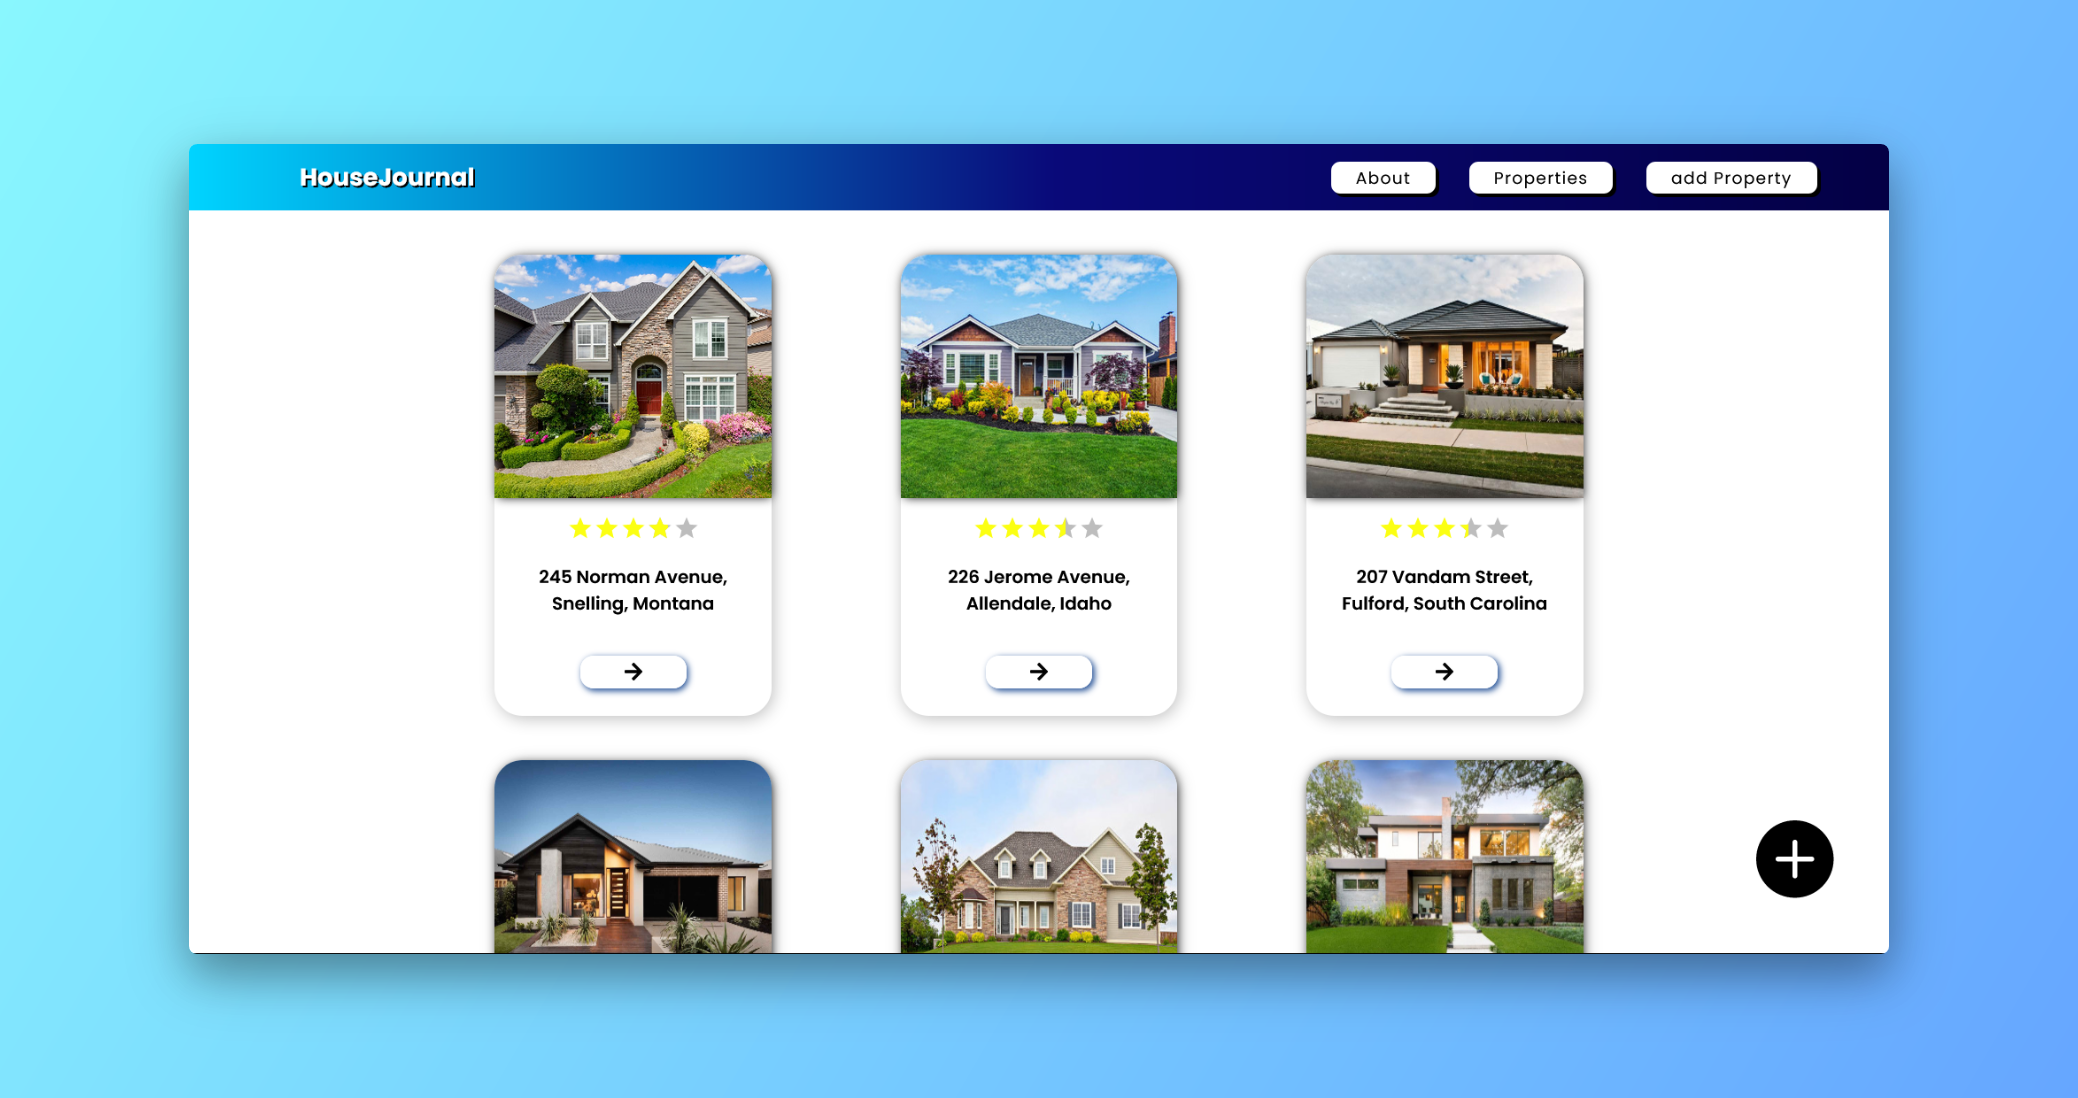 HouseJournal
About
Properties
add Property
245 Norman Avenue,
Snelling, Montana
226 Jerome Avenue,
Allendale, Idaho
207 Vandam Street,
Fulford, South Carolina